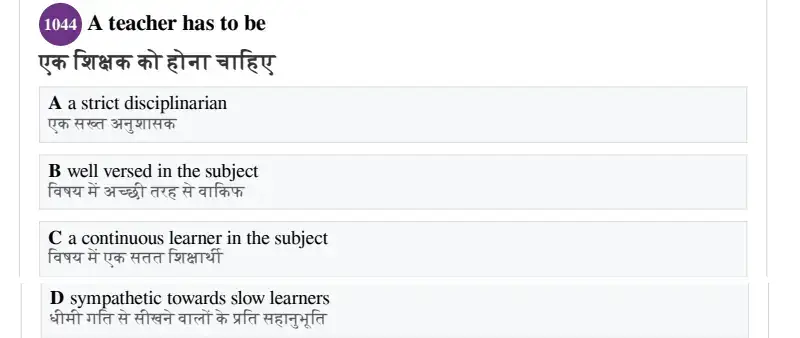 1044 A teacher has to be
एक शिक्षक को होना चाहिए
A a strict disciplinarian
एक सख्त अनुशासक
B well versed in the subject
विषय में अच्छी तरह से वाकिफ
C a continuous learner in the subject
विषय में एक सतत शिक्षार्थी
D sympathetic towards slow learners
धीमी गति से सीखने वालों के प्रति सहानुभूति